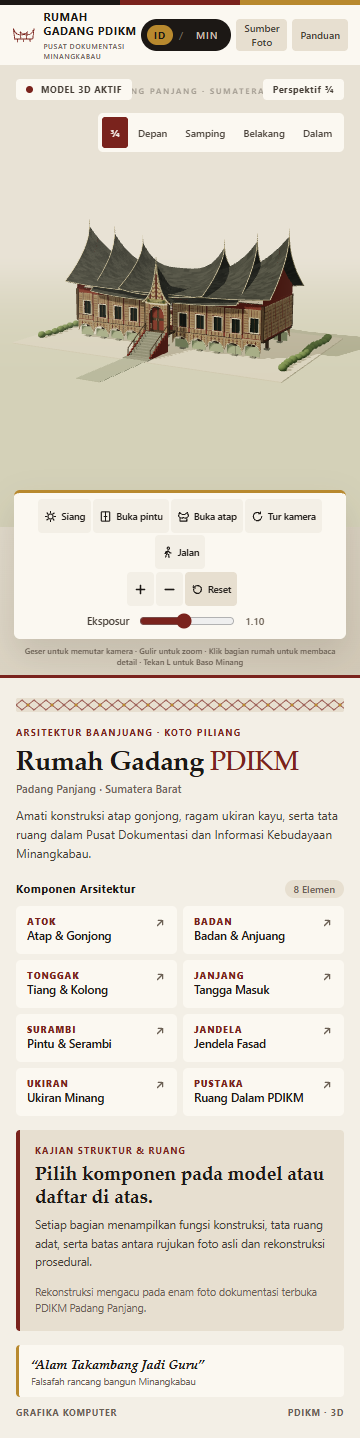 RUMAH
GADANG PDIKM
PUSAT DOKUMENTASI
MINANGKABAU
ID / MIN
Sumber
Foto
Panduan
MODEL 3D AKTIF
NG PANJANG · SUMATERA
Perspektif ¾
¾ Depan Samping Belakang Dalam
Siang Buka pintu Buka atap Tur kamera
Jalan
+ − Reset
Eksposur 1.10
Geser untuk memutar kamera · Gulir untuk zoom · Klik bagian rumah untuk membaca
detail · Tekan L untuk Baso Minang
ARSITEKTUR BAANJUANG · KOTO PILIANG
Rumah Gadang PDIKM
Padang Panjang · Sumatera Barat
Amati konstruksi atap gonjong, ragam ukiran kayu, serta tata
ruang dalam Pusat Dokumentasi dan Informasi Kebudayaan
Minangkabau.
Komponen Arsitektur
8 Elemen
ATOK
Atap & Gonjong
BADAN
Badan & Anjuang
TONGGAK
Tiang & Kolong
JANJANG
Tangga Masuk
SURAMBI
Pintu & Serambi
JENDELA
Jendela Fasad
UKIRAN
Ukiran Minang
PUSTAKA
Ruang Dalam PDIKM
KAJIAN STRUKTUR & RUANG
Pilih komponen pada model atau
daftar di atas.
Setiap bagian menampilkan fungsi konstruksi, tata ruang
adat, serta batas antara rujukan foto asli dan rekonstruksi
prosedural.
Rekonstruksi mengacu pada enam foto dokumentasi terbuka
PDIKM Padang Panjang.
“Alam Takambang Jadi Guru”
Falsafah rancang bangun Minangkabau
GRAFIKA KOMPUTER
PDIKM · 3D